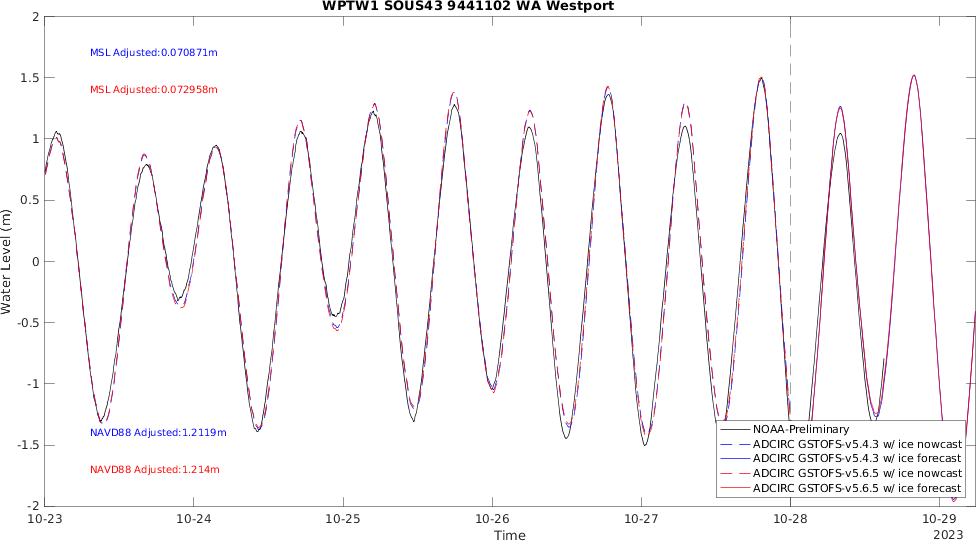 WPTW1 SOUS43 9441102 WA Westport
2
MSL Adjusted:0.070871m
1.5
MSL Adjusted:0.072958m
1
0.5
0
Water Level (m)
-0.5
-1
NAVD88 Adjusted:1.2119m
NOAA-Preliminary
-1.5
ADCIRC GSTOFS-v5.4.3 w/ ice nowcast
ADCIRC GSTOFS-v5.4.3 w/ ice forecast
NAVD88 Adjusted:1.214m
ADCIRC GSTOFS-v5.6.5 w/ ice nowcast
ADCIRC GSTOFS-v5.6.5 w/ ice forecast
-2
10-23 10-24 10-25 10-26 10-27 10-28 10-29
Time
2023